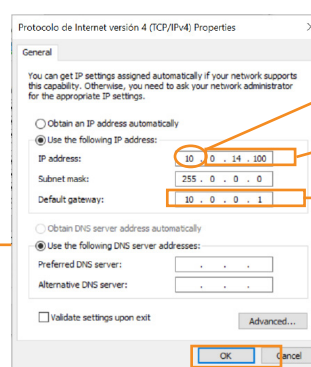 Protocolo de Internet versión 4 (TCP/IPv4) Properties
General
You can get IP settings assigned automatically if your network supports
this capability. Otherwise, you need to ask your network administrator
for the appropriate IP settings.
Obtain an IP address automatically
Use the following IP address:
IP address: 10 . 0 . 14 . 100
Subnet mask: 255 . 0 . 0 . 0
Default gateway: 10 . 0 . 0 . 1
Obtain DNS server address automatically
Use the following DNS server addresses:
Preferred DNS server: . . .
Alternative DNS server: . . .
Validate settings upon exit
Advanced...
OK Cancel